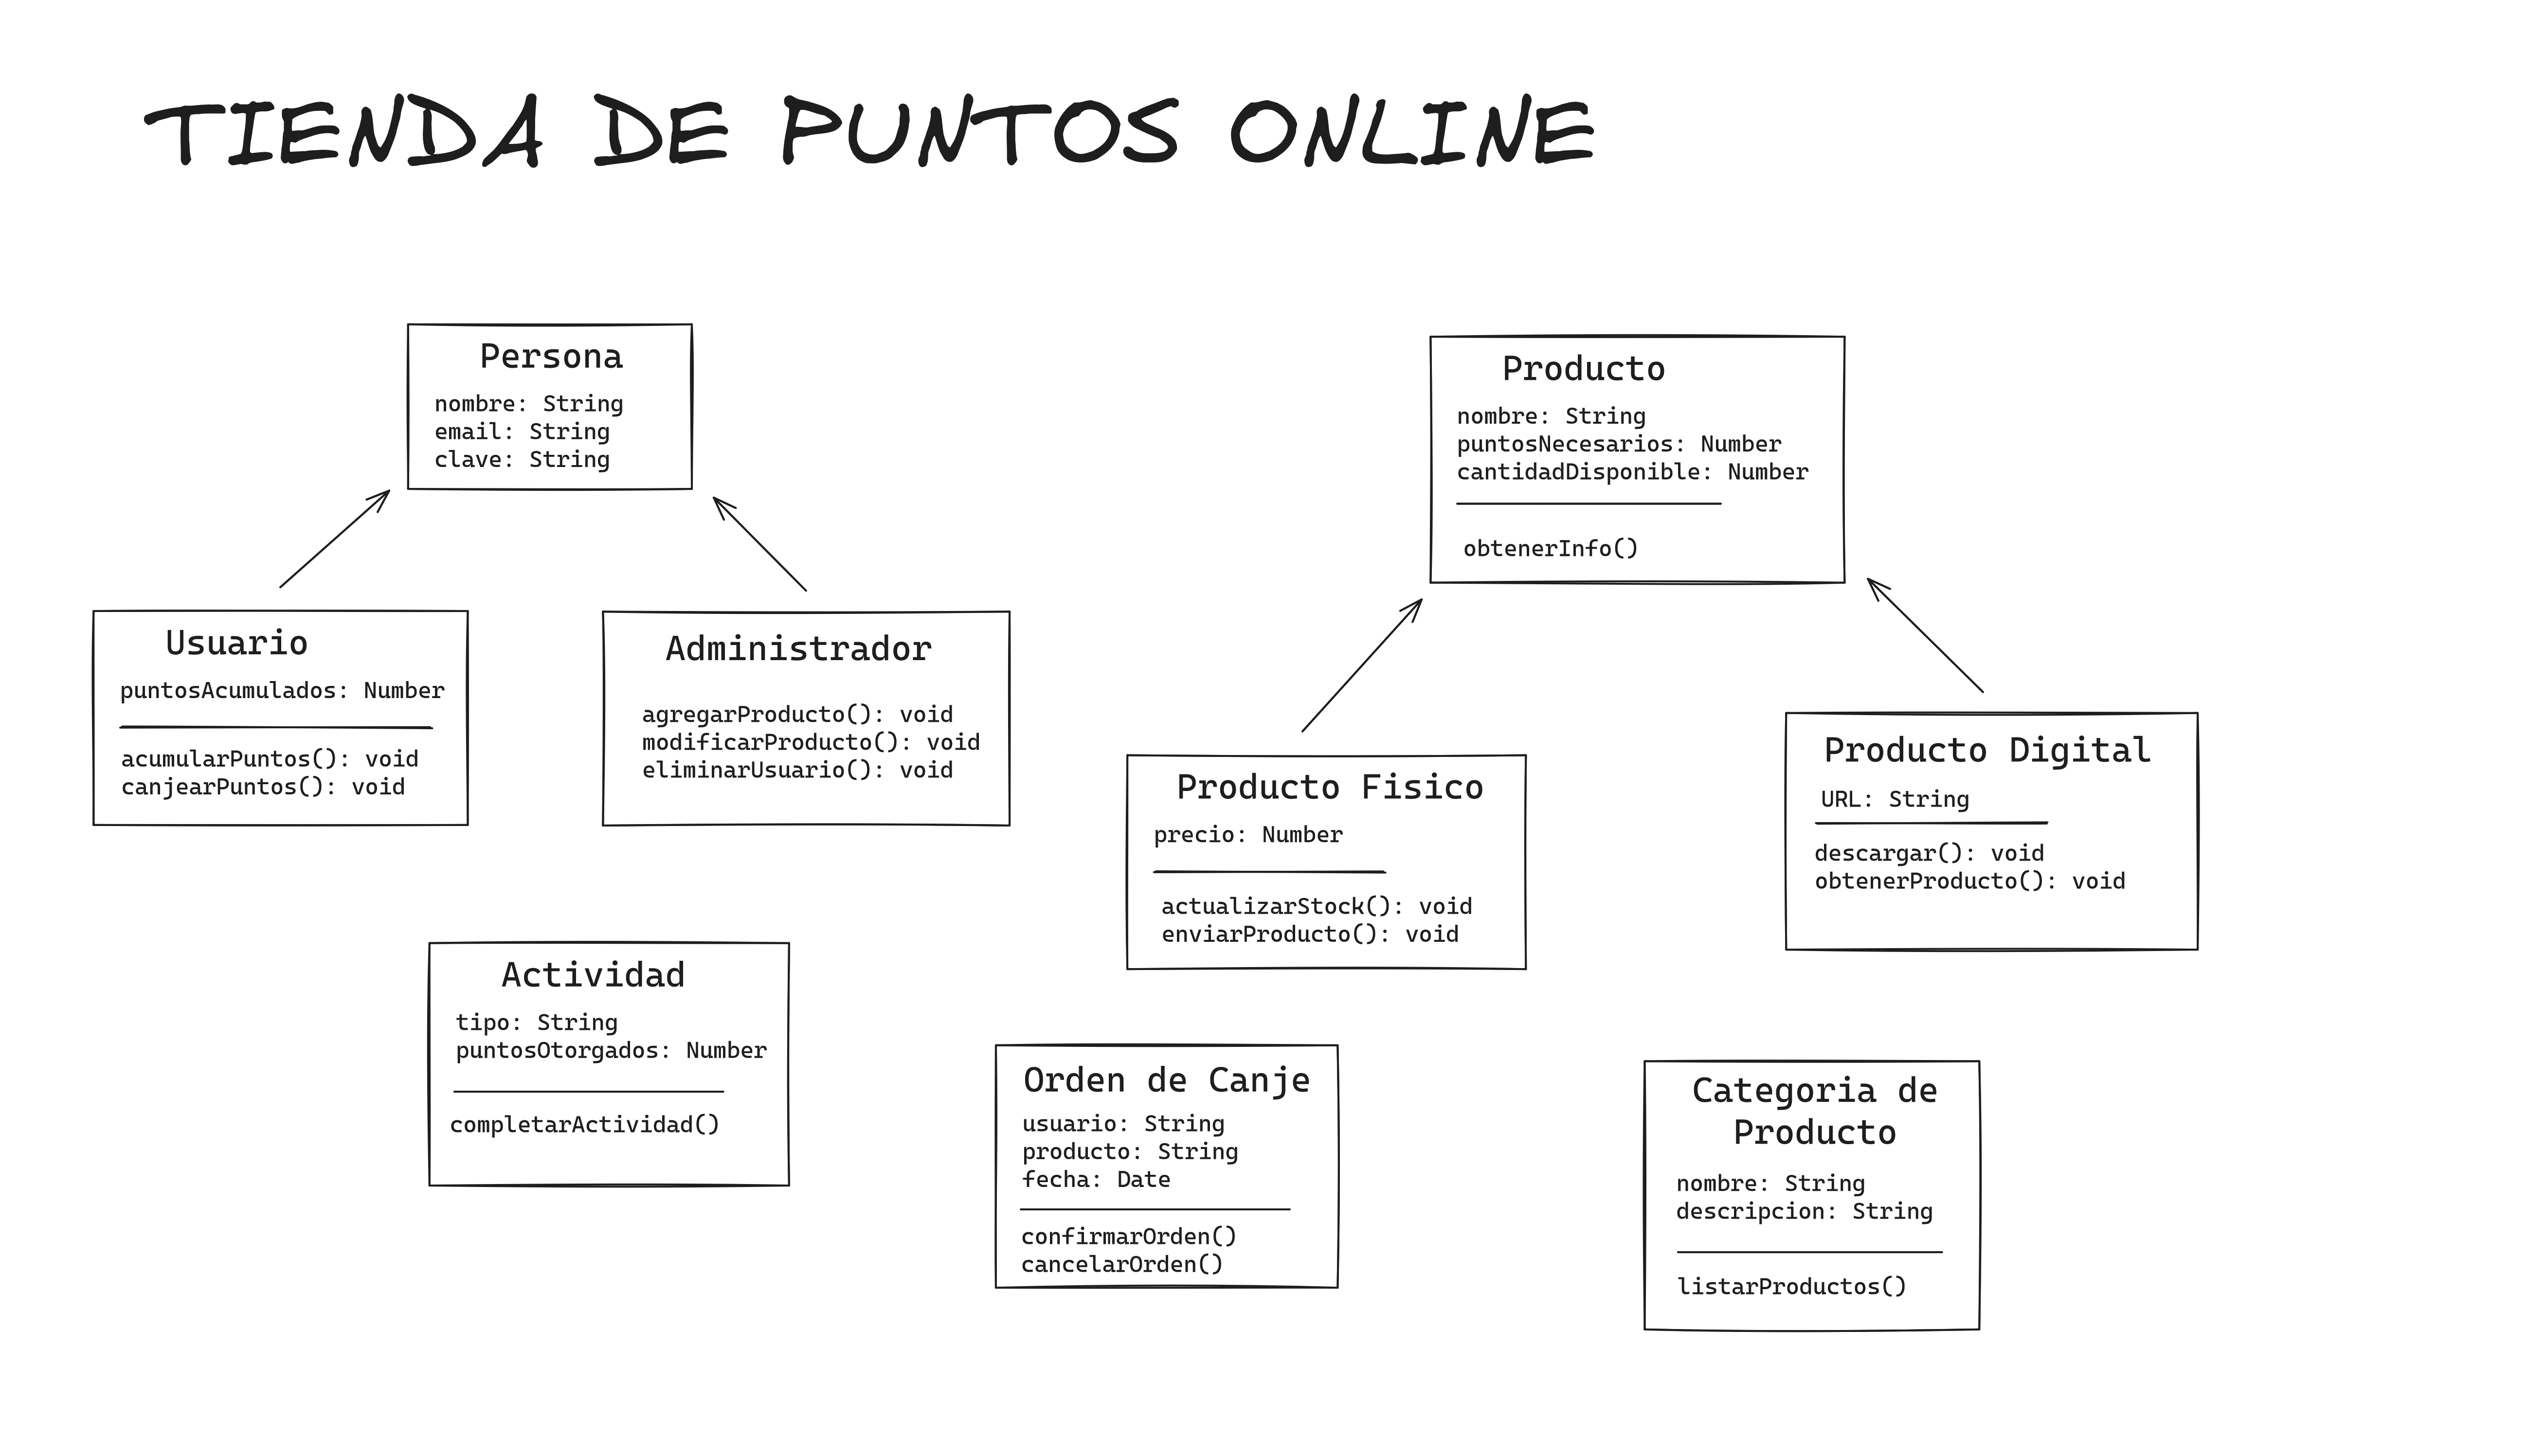 TIENDA DE PUNTOS ONLINE
Persona
nombre: String
email: String
clave: String
Producto
nombre: String
puntosNecesarios: Number
cantidadDisponible: Number
obtenerInfo()
Usuario
puntosAcumulados: Number
acumularPuntos(): void
canjearPuntos(): void
Administrador
agregarProducto(): void
modificarProducto(): void
eliminarUsuario(): void
Producto Fisico
precio: Number
actualizarStock(): void
enviarProducto(): void
Producto Digital
URL: String
descargar(): void
obtenerProducto(): void
Actividad
tipo: String
puntosOtorgados: Number
completarActividad()
Orden de Canje
usuario: String
producto: String
fecha: Date
confirmarOrden()
cancelarOrden()
Categoria de
Producto
nombre: String
descripcion: String
listarProductos()